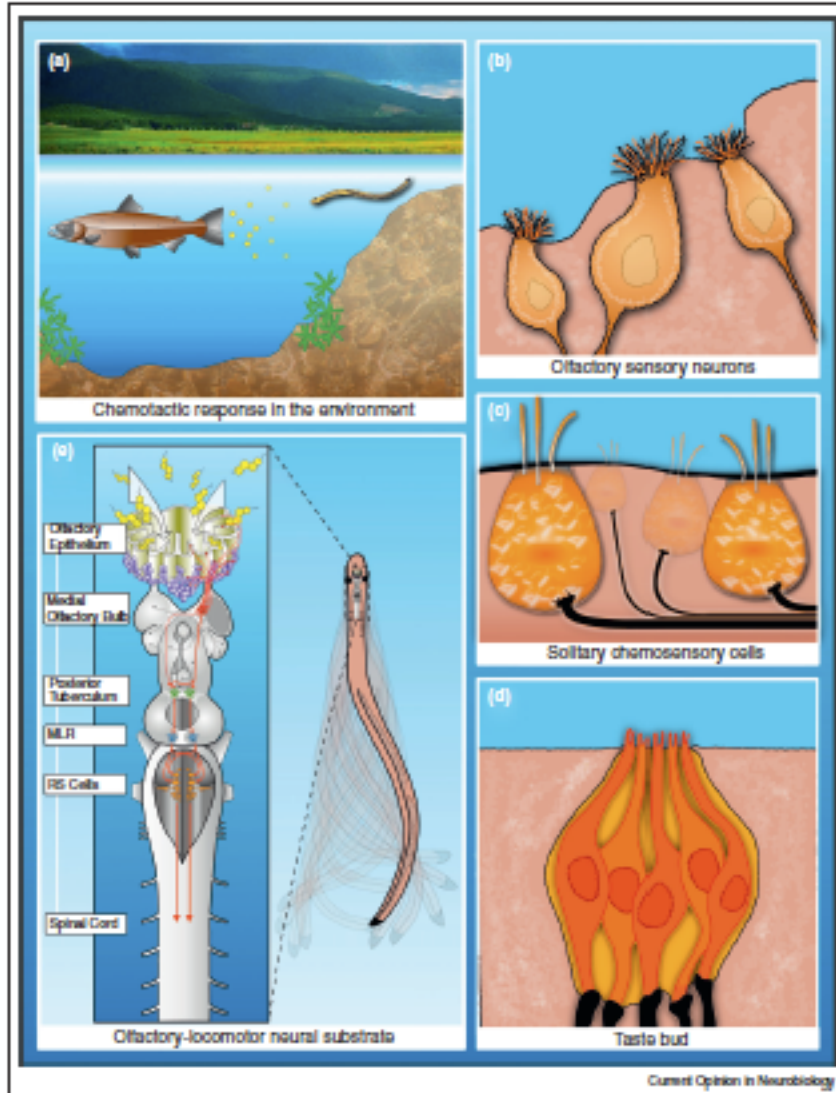 (a)
Chemotactic response in the environment
(b)
Olfactory sensory neurons
(c)
Solitary chemosensory cells
(e)
Olfactory
Epithelium
Medial
Olfactory Bulb
Posterior
Tuberculum
MLR
RS Cells
Spinal Cord
Olfactory-locomotor neural substrate
(d)
Taste bud
Current Opinion in Neurobiology